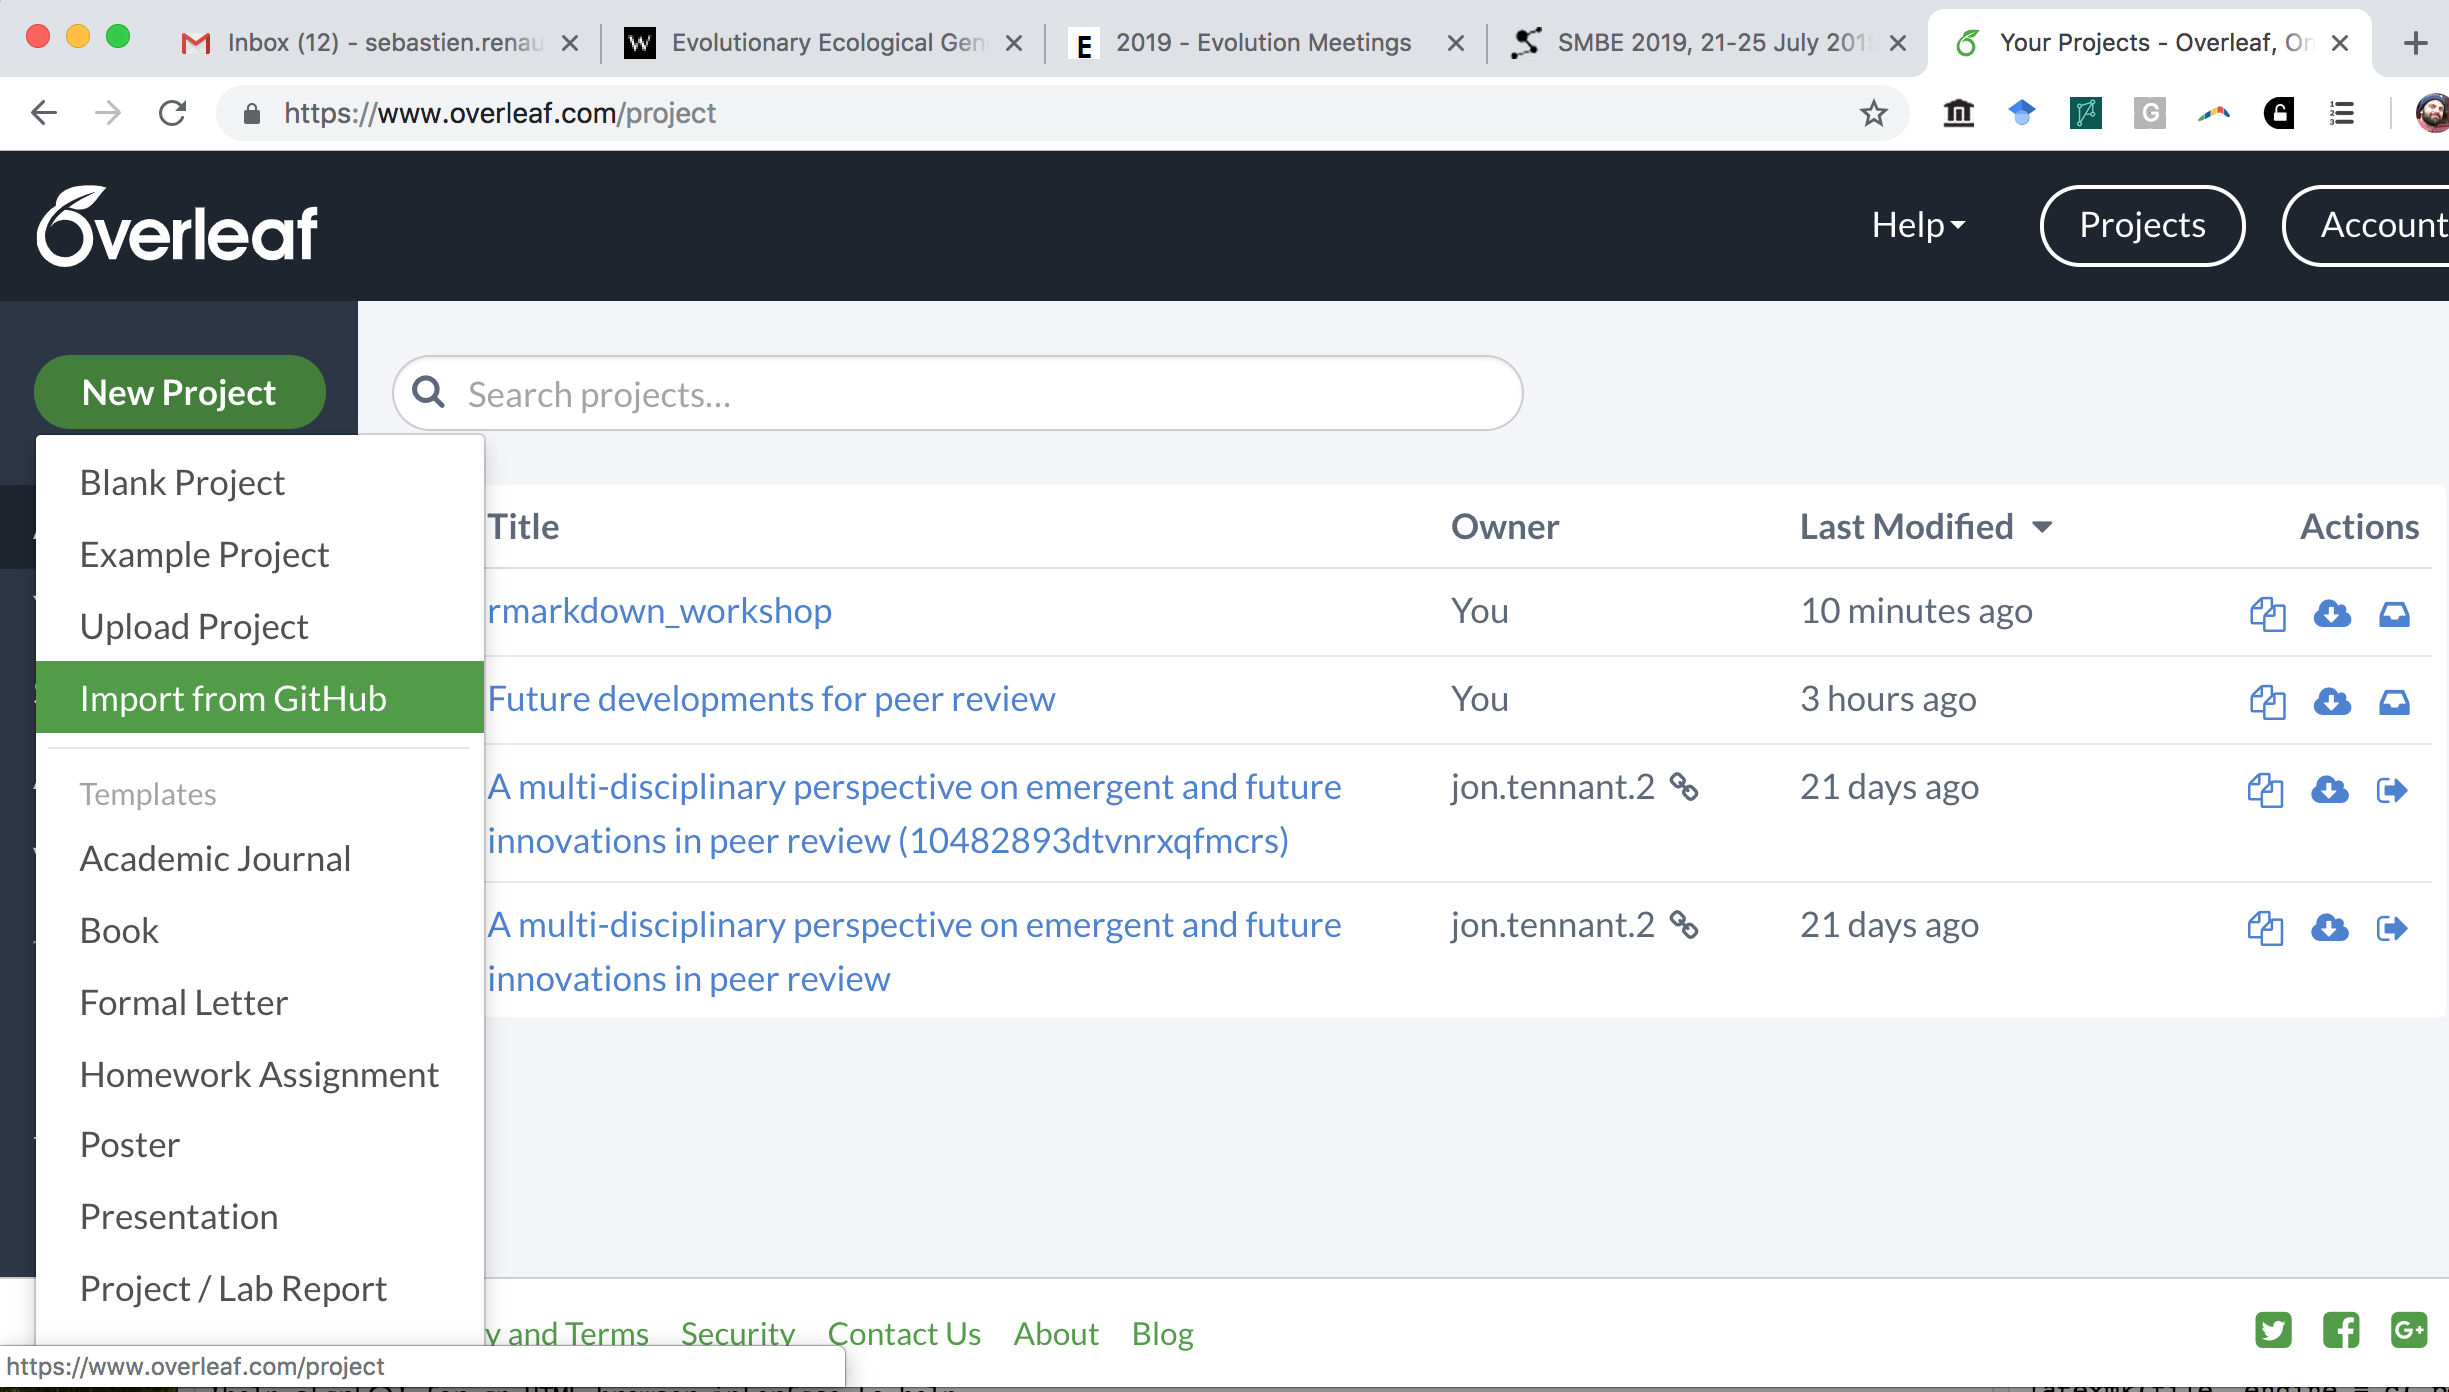 Inbox (12) - sebastien.renau
Evolutionary Ecological Gen
E 2019 - Evolution Meetings
SMBE 2019, 21-25 July 2019
Your Projects - Overleaf, On
https://www.overleaf.com/project
Overleaf
Help
Projects
Account
New Project
Search projects...
Blank Project
Example Project
Upload Project
Import from GitHub
Templates
Academic Journal
Book
Formal Letter
Homework Assignment
Poster
Presentation
Project / Lab Report
Title Owner Last Modified Actions
rmarkdown_workshop You 10 minutes ago
Future developments for peer review You 3 hours ago
A multi-disciplinary perspective on emergent and future jon.tennant.2 21 days ago
innovations in peer review (10482893dtvnrxqfmcrs)
A multi-disciplinary perspective on emergent and future jon.tennant.2 21 days ago
innovations in peer review
y and Terms Security Contact Us About Blog
https://www.overleaf.com/project